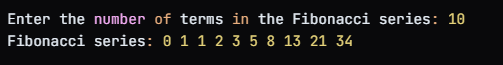 Enter the number of terms in the Fibonacci series: 10
Fibonacci series: 0 1 1 2 3 5 8 13 21 34